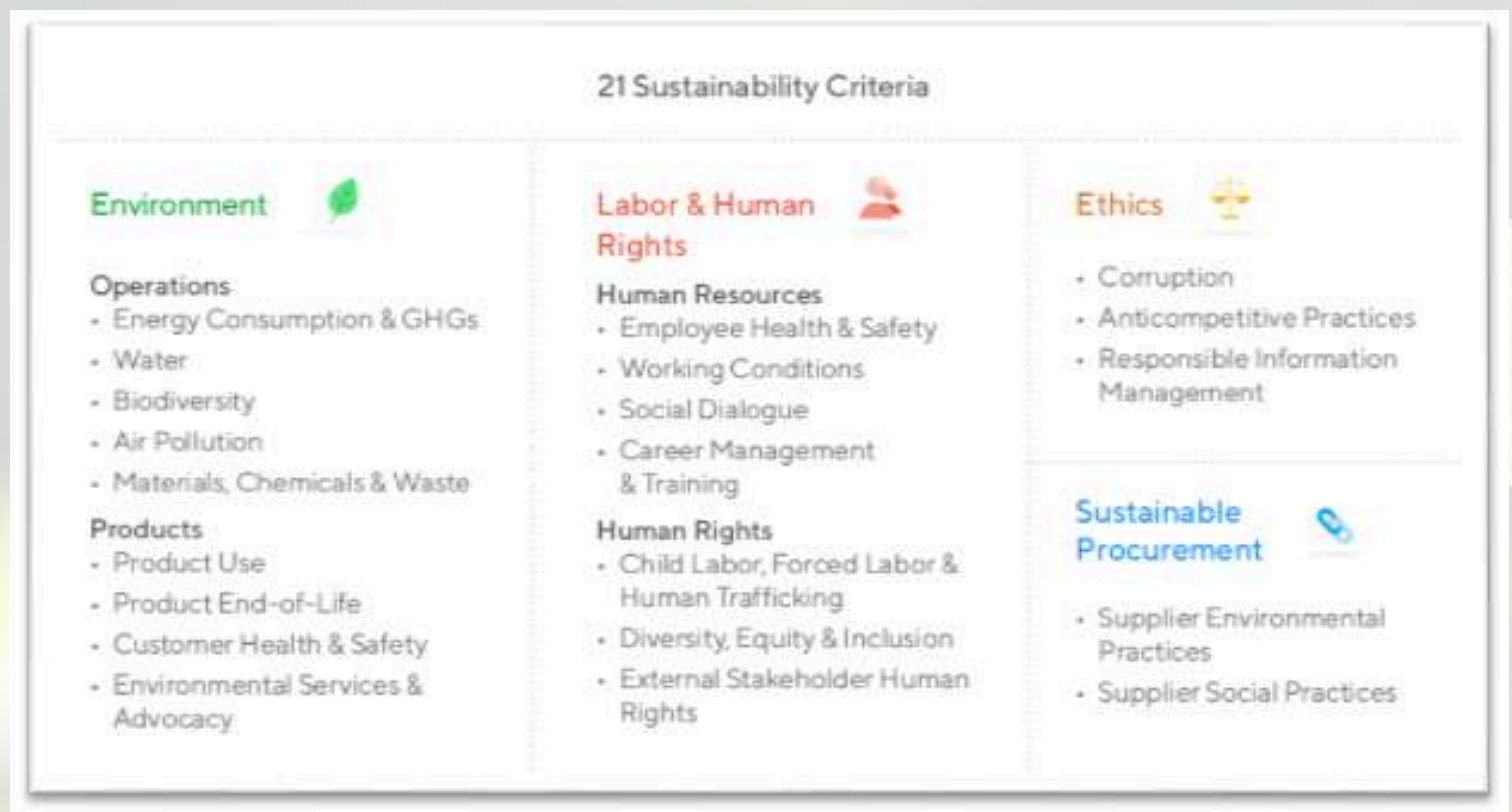 21 Sustainability Criteria
Environment
Operations
• Energy Consumption & GHGs
• Water
• Biodiversity
• Air Pollution
• Materials, Chemicals & Waste
Products
• Product Use
• Product End-of-Life
• Customer Health & Safety
• Environmental Services &
Advocacy
Labor & Human
Rights
Human Resources
• Employee Health & Safety
• Working Conditions
• Social Dialogue
• Career Management
& Training
Human Rights
• Child Labor, Forced Labor &
Human Trafficking
• Diversity, Equity & Inclusion
• External Stakeholder Human
Rights
Ethics
• Corruption
• Anticompetitive Practices
• Responsible Information
Management
Sustainable
Procurement
• Supplier Environmental
Practices
• Supplier Social Practices